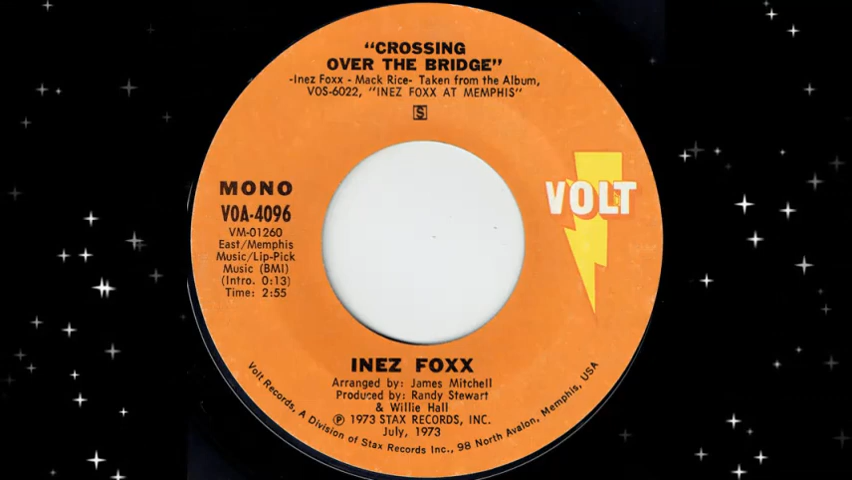 "CROSSING
OVER THE BRIDGE"
-Inez Foxx - Mack Rice- Taken from the Album,
VOS-6022, "INEZ FOXX AT MEMPHIS"
S
MONO
VOA-4096
VM-01260
East/Memphis
Music/Lip-Pick
Music (BMI)
(Intro. 0:13)
Time: 2:55
VOLT
INEZ FOXX
Arranged by: James Mitchell
Produced by: Randy Stewart
& Willie Hall
℗ 1973 STAX RECORDS, INC.
July, 1973
Volt Records, A Division of Stax Records Inc., 98 North Avalon, Memphis, USA